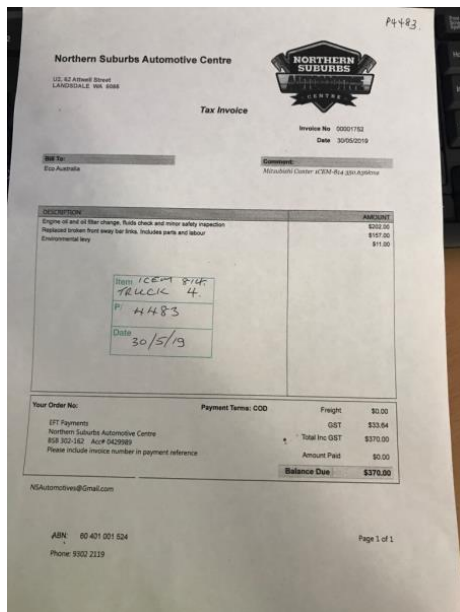 P4483.
Northern Suburbs Automotive Centre
U2, 62 Attwell Street
LANDSDALE WA 6065
NORTHERN
SUBURBS
CENTRE
Tax Invoice
Invoice No 00001752
Date 30/05/2019
Bill To:
Eco Australia
Comment:
Mitsubishi Canter 1CEM-814
DESCRIPTION AMOUNT
Engine oil and oil filter change, fluids check and minor safety inspection $202.00
Replaced broken front sway bar links. Includes parts and labour $157.00
Environmental levy $11.00
Item 1CEM 814.
TRUCK 4.
P: 4483
Date 30/5/19
Your Order No: Payment Terms: COD
Freight $0.00
EFT Payments
GST $33.64
Northern Suburbs Automotive Centre
BSB 302-162 Acc# 0429989
Total Inc GST $370.00
Please include invoice number in payment reference
Amount Paid $0.00
Balance Due $370.00
NSAutomotives@Gmail.com
ABN: 60 401 001 524
Page 1 of 1
Phone: 9302 2119